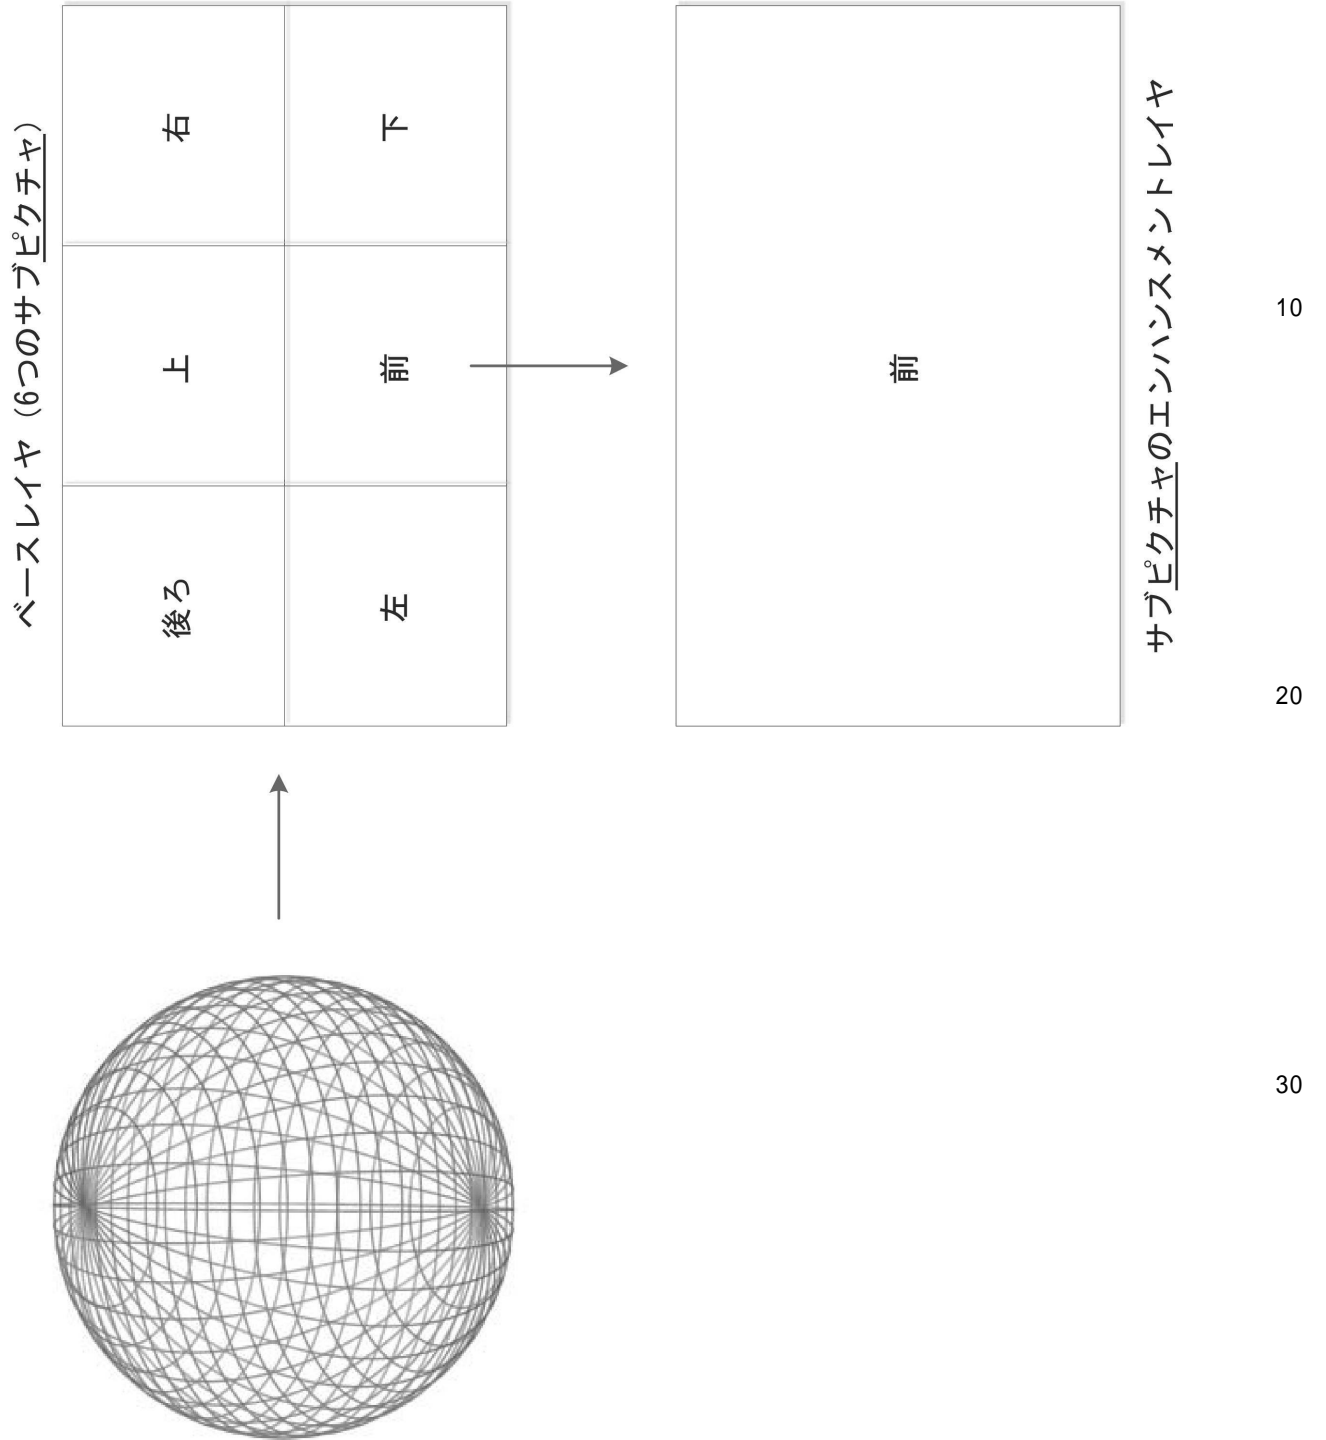 ベースレイヤ（6つのサブピクチャ）
後ろ
上
右
左
前
下
前
サブピクチャのエンハンスメントレイヤ
10
20
30